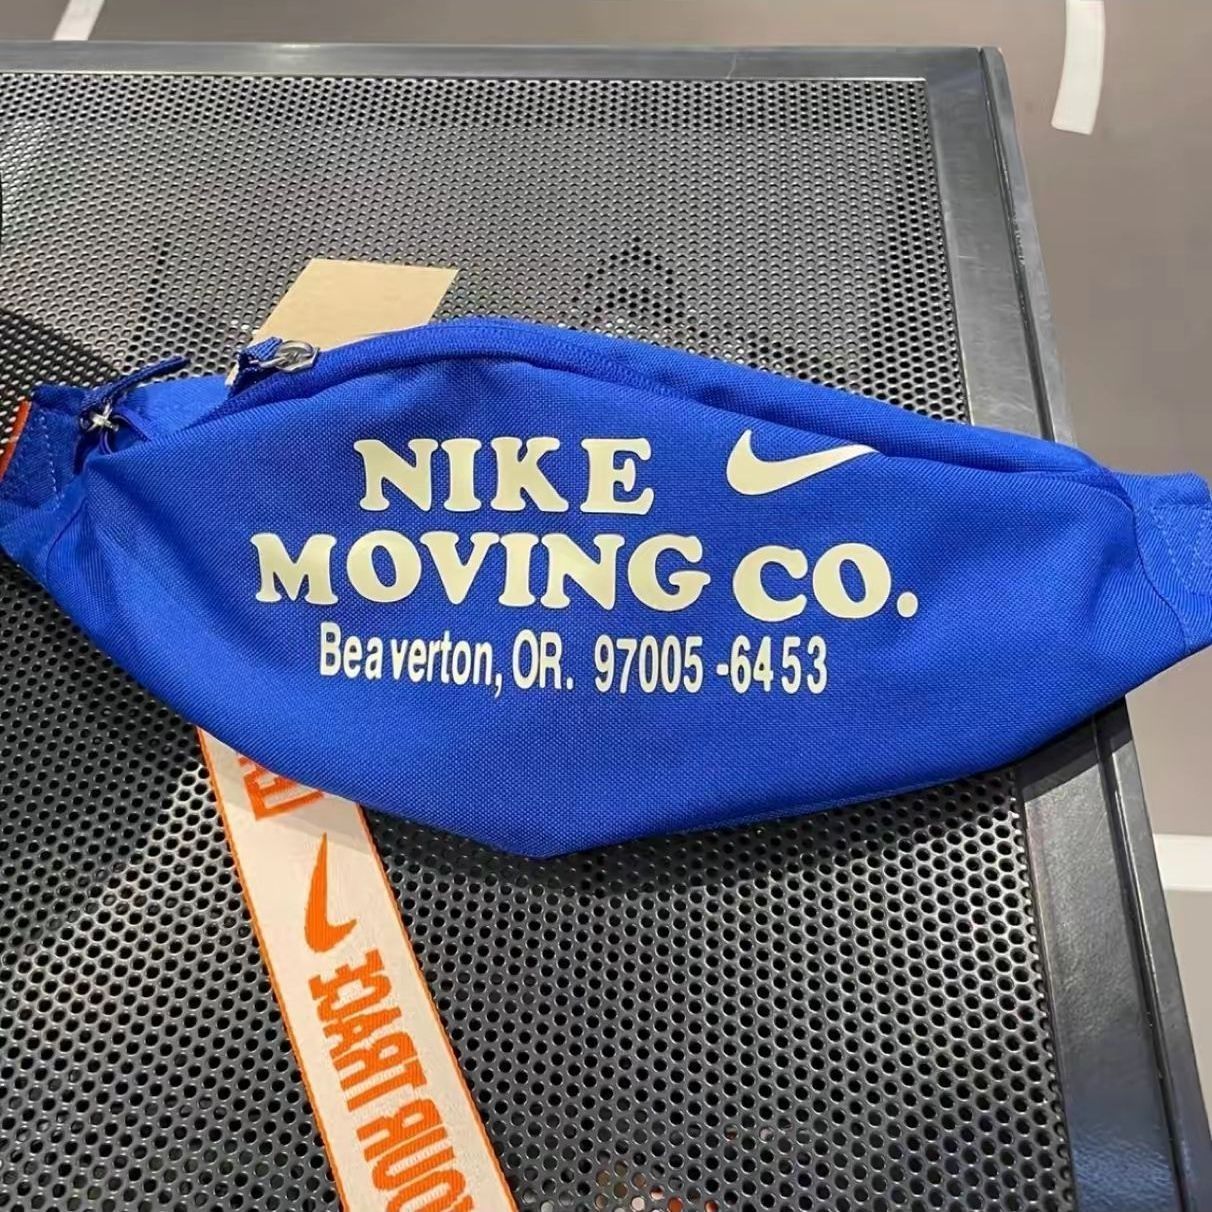 NIKE
MOVING CO.
Beaverton, OR. 97005-6453